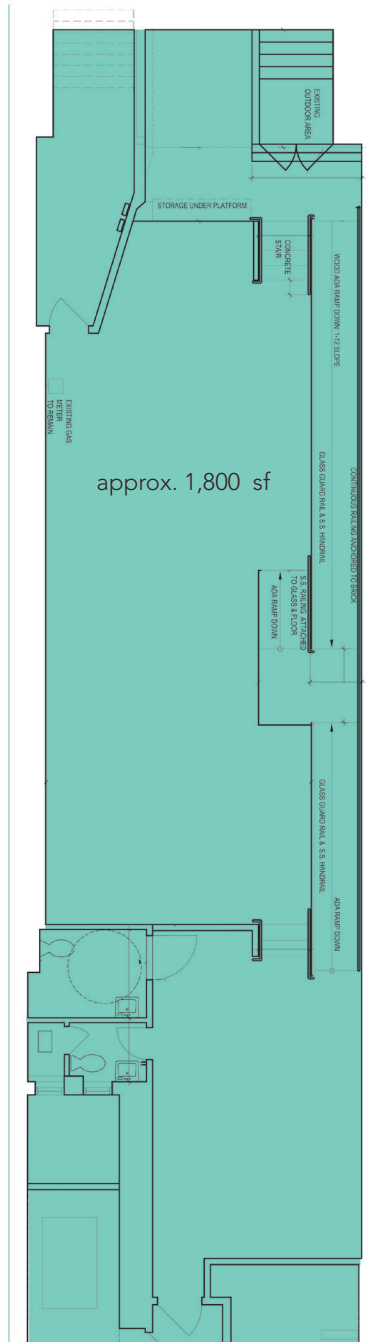 EXISTING
OUTDOOR AREA
STORAGE UNDER PLATFORM
CONCRETE
STAIR
WOOD ADA RAMP DOWN: 1-12 SLOPE
EXISTING GAS
METER
TO REMAIN
approx. 1,800 sf
GLASS GUARD RAIL & S.S. HANDRAIL
CONTINUOUS RAILING ANCHORED TO BRICK
S.S. RAILING ATTACHED
TO GLASS & FLOOR
ADA RAMP DOWN
GLASS GUARD RAIL & S.S. HANDRAIL
ADA RAMP DOWN